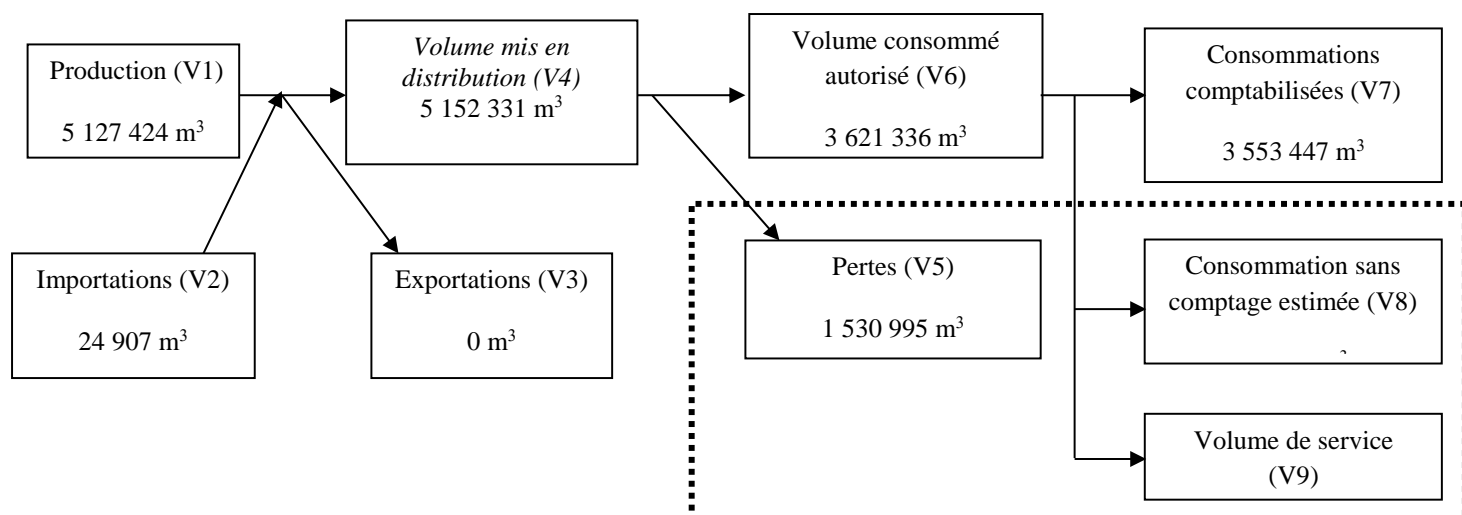 Production (V1)
5 127 424 m³
Volume mis en
distribution (V4)
5 152 331 m³
Volume consommé
autorisé (V6)
3 621 336 m³
Consommations
comptabilisées (V7)
3 553 447 m³
Importations (V2)
24 907 m³
Exportations (V3)
0 m³
Pertes (V5)
1 530 995 m³
Consommation sans
comptage estimée (V8)
Volume de service
(V9)